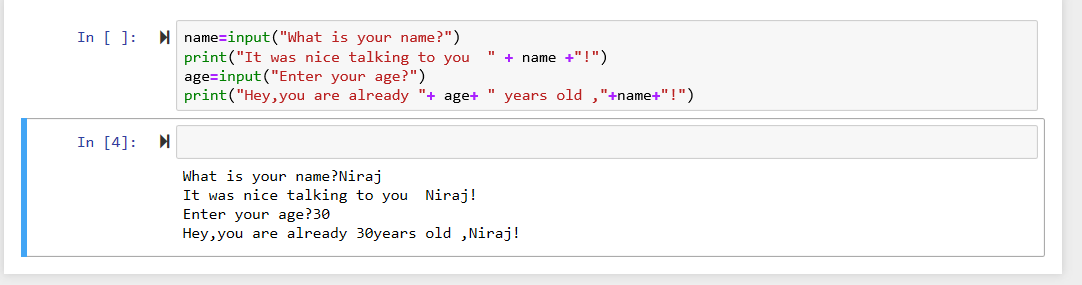 In [ ]: name=input("What is your name?")
print("It was nice talking to you  " + name +"!")
age=input("Enter your age?")
print("Hey,you are already "+ age+ " years old ,"+name+"!")
In [4]:
What is your name?Niraj
It was nice talking to you  Niraj!
Enter your age?30
Hey,you are already 30years old ,Niraj!